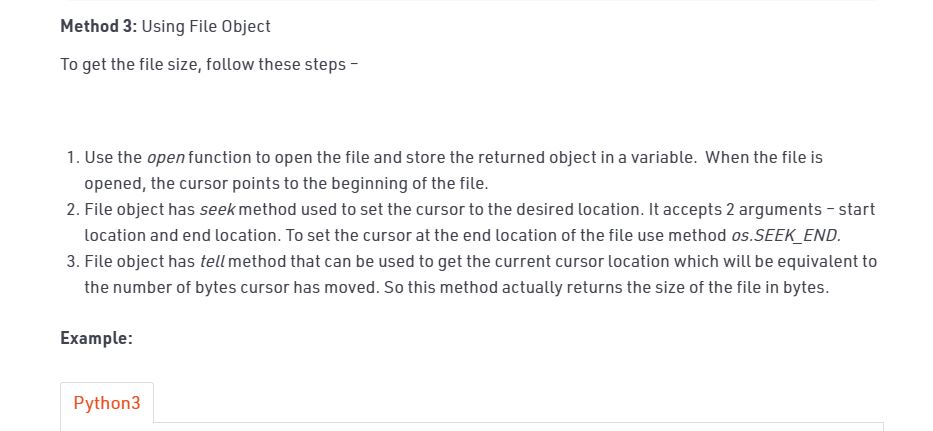 Method 3: Using File Object
To get the file size, follow these steps –
1. Use the open function to open the file and store the returned object in a variable.  When the file is
opened, the cursor points to the beginning of the file.
2. File object has seek method used to set the cursor to the desired location. It accepts 2 arguments – start
location and end location. To set the cursor at the end location of the file use method os.SEEK_END.
3. File object has tell method that can be used to get the current cursor location which will be equivalent to
the number of bytes cursor has moved. So this method actually returns the size of the file in bytes.
Example:
Python3